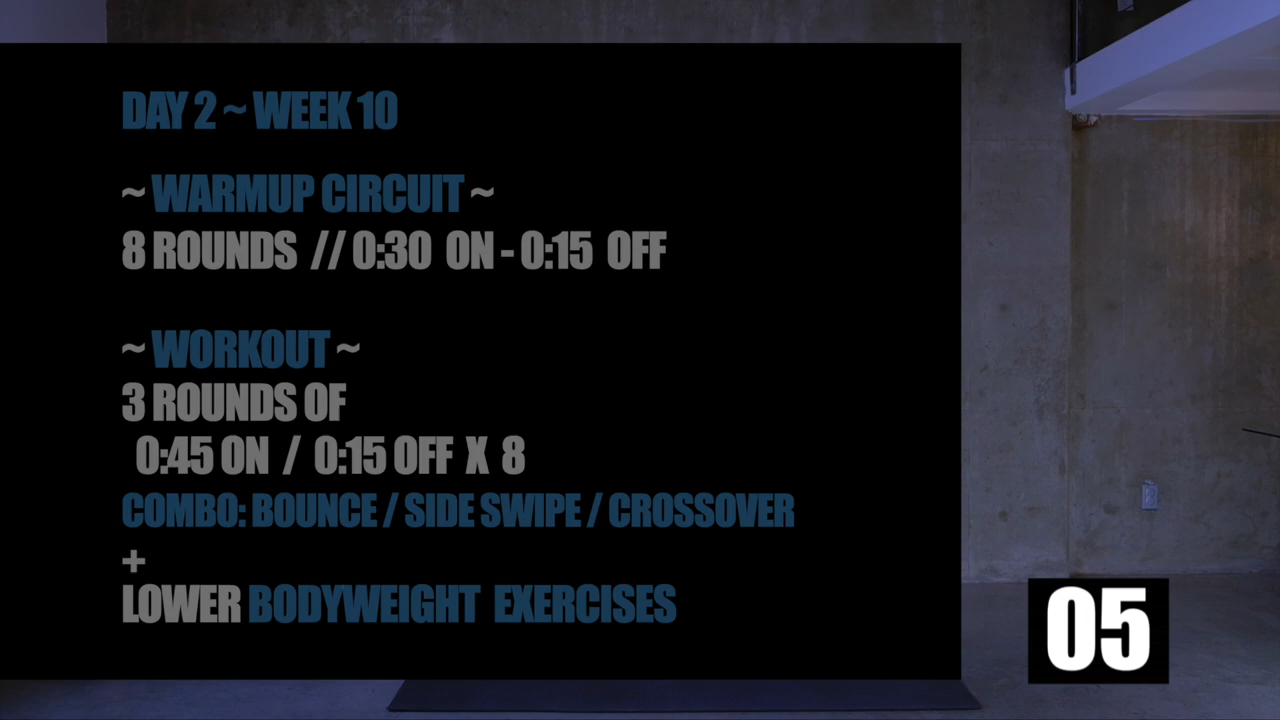 DAY 2 ~ WEEK 10
~ WARMUP CIRCUIT ~
8 ROUNDS // 0:30 ON - 0:15 OFF
~ WORKOUT ~
3 ROUNDS OF
0:45 ON / 0:15 OFF X 8
COMBO: BOUNCE / SIDE SWIPE / CROSSOVER
+
LOWER BODYWEIGHT EXERCISES
05